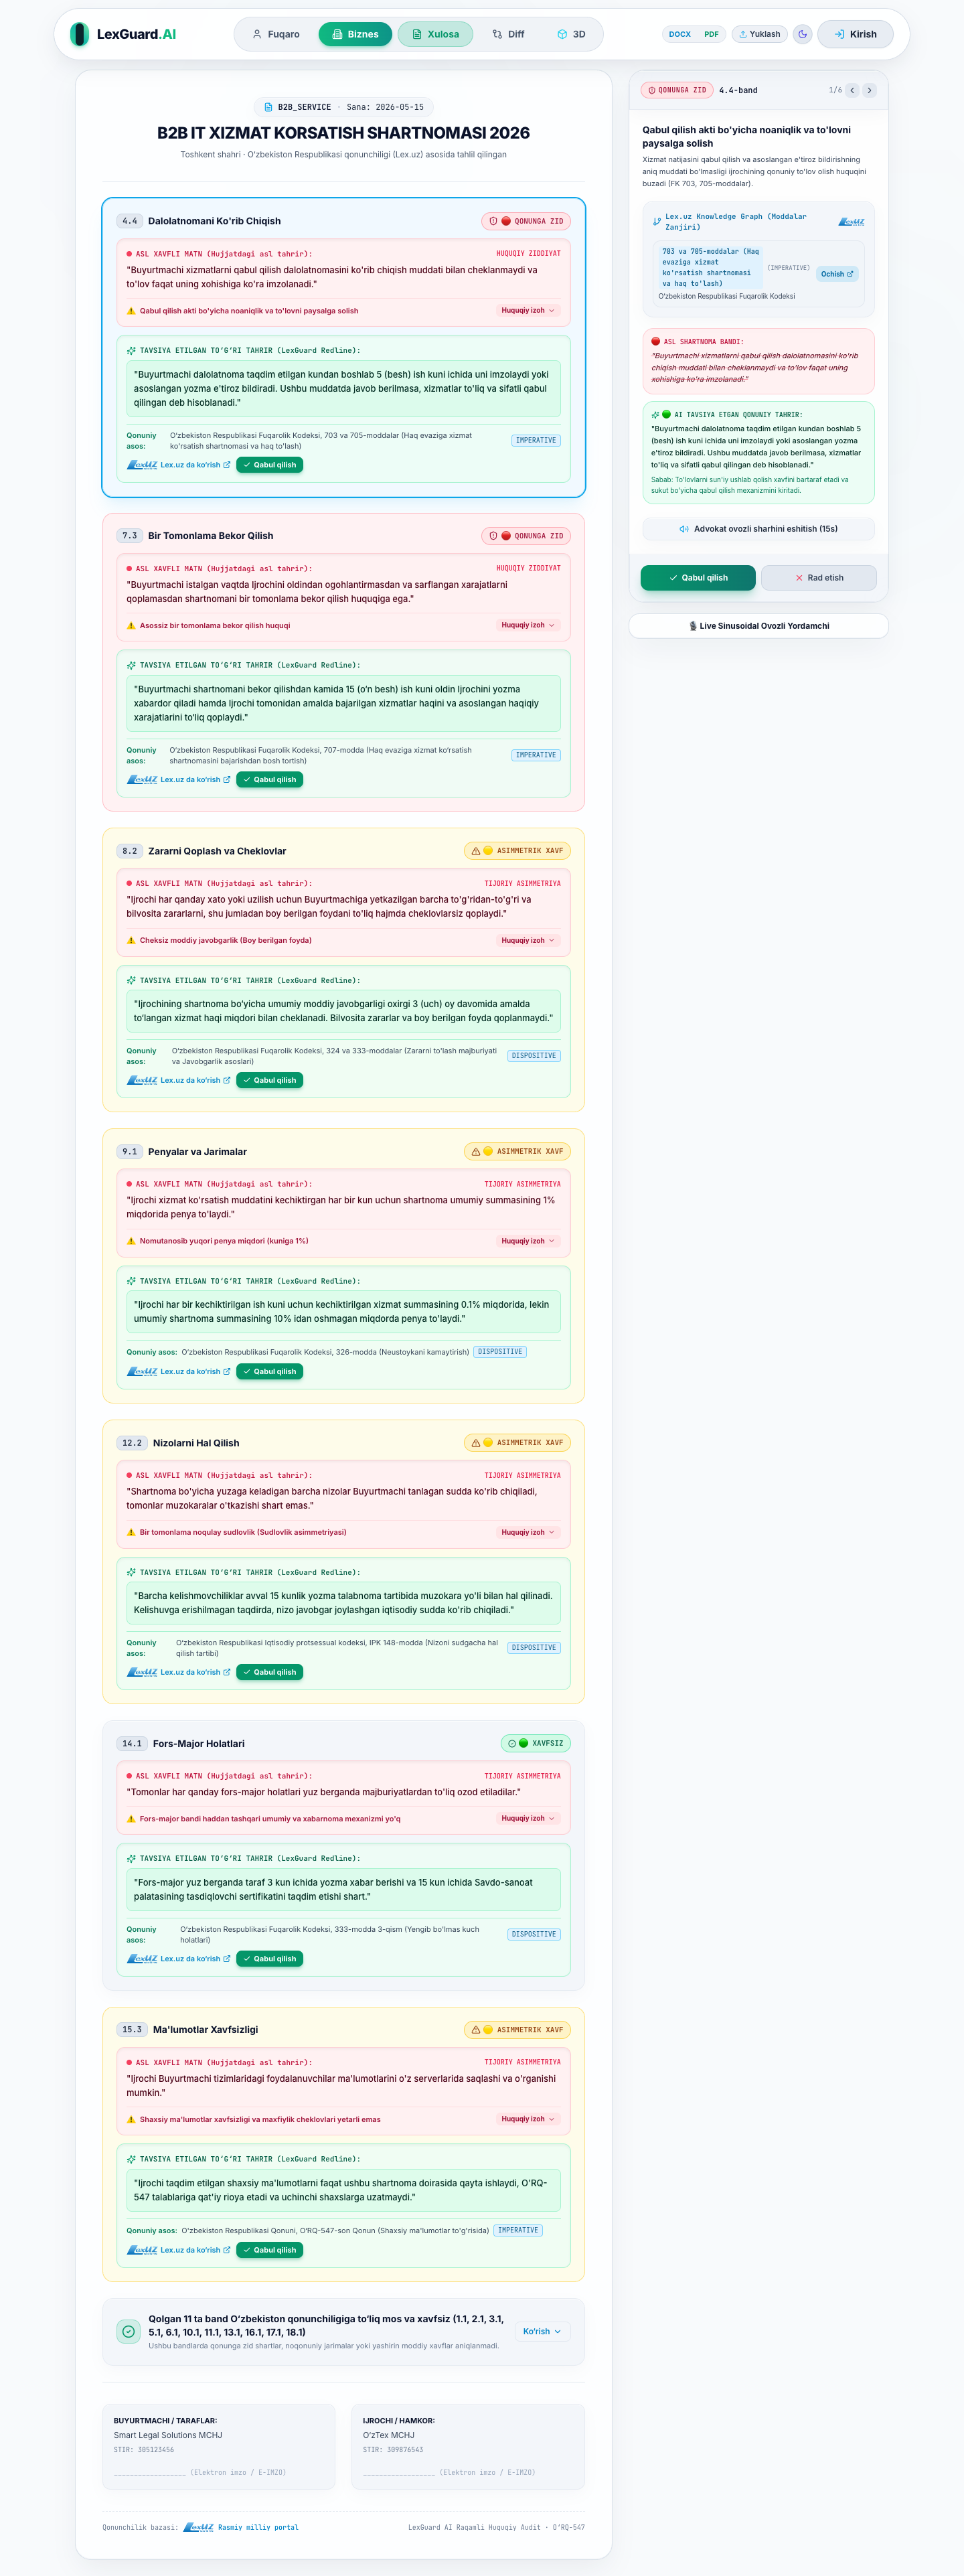 LexGuard.AI
Fuqaro
Biznes
Xulosa
Diff
3D
DOCX PDF
Yuklash
Kirish
B2B_SERVICE · Sana: 2026-05-15
B2B IT XIZMAT KORSATISH SHARTNOMASI 2026
Toshkent shahri · O'zbekiston Respublikasi qonunchiligi (Lex.uz) asosida tahlil qilingan
4.4 Dalolatnomani Ko'rib Chiqish
QONUNGA ZID
ASL XAVFLI MATN (Hujjatdagi asl tahrir):
HUQUQIY ZIDDIYAT
"Buyurtmachi xizmatlarni qabul qilish dalolatnomasini ko'rib chiqish muddati bilan cheklanmaydi va
to'lov faqat uning xohishiga ko'ra imzolanadi."
Qabul qilish akti bo'yicha noaniqlik va to'lovni paysalga solish
Huquqiy izoh
TAVSIYA ETILGAN TO'G'RI TAHRIR (LexGuard Redline):
"Buyurtmachi dalolatnoma taqdim etilgan kundan boshlab 5 (besh) ish kuni ichida uni imzolaydi yoki
asoslangan yozma e'tiroz bildiradi. Ushbu muddatda javob berilmasa, xizmatlar to'liq va sifatli qabul
qilingan deb hisoblanadi."
Qonuniy
asos:
O'zbekiston Respublikasi Fuqarolik Kodeksi, 703 va 705-moddalar (Haq evaziga xizmat
ko'rsatish shartnomasi va haq to'lash)
IMPERATIVE
LexUZ Lex.uz da ko'rish
Qabul qilish
7.3 Bir Tomonlama Bekor Qilish
QONUNGA ZID
ASL XAVFLI MATN (Hujjatdagi asl tahrir):
HUQUQIY ZIDDIYAT
"Buyurtmachi istalgan vaqtda Ijrochini oldindan ogohlantirmasdan va sarflangan xarajatlarni
qoplamasdan shartnomani bir tomonlama bekor qilish huquqiga ega."
Asossiz bir tomonlama bekor qilish huquqi
Huquqiy izoh
TAVSIYA ETILGAN TO'G'RI TAHRIR (LexGuard Redline):
"Buyurtmachi shartnomani bekor qilishdan kamida 15 (o'n besh) ish kuni oldin Ijrochini yozma
xabardor qiladi hamda Ijrochi tomonidan amalda bajarilgan xizmatlar haqini va asoslangan haqiqiy
xarajatlarini to'liq qoplaydi."
Qonuniy
asos:
O'zbekiston Respublikasi Fuqarolik Kodeksi, 707-modda (Haq evaziga xizmat ko'rsatish
shartnomasini bajarishdan bosh tortish)
IMPERATIVE
LexUZ Lex.uz da ko'rish
Qabul qilish
8.2 Zararni Qoplash va Cheklovlar
ASIMMETRIK XAVF
ASL XAVFLI MATN (Hujjatdagi asl tahrir):
TIJORIY ASIMMETRIYA
"Ijrochi har qanday xato yoki uzilish uchun Buyurtmachiga yetkazilgan barcha to'g'ridan-to'g'ri va
bilvosita zararlarni, shu jumladan boy berilgan foydani to'liq hajmda cheklovlarsiz qoplaydi."
Cheksiz moddiy javobgarlik (Boy berilgan foyda)
Huquqiy izoh
TAVSIYA ETILGAN TO'G'RI TAHRIR (LexGuard Redline):
"Ijrochining shartnoma bo'yicha umumiy moddiy javobgarligi oxirgi 3 (uch) oy davomida amalda
to'langan xizmat haqi miqdori bilan cheklanadi. Bilvosita zararlar va boy berilgan foyda qoplanmaydi."
Qonuniy
asos:
O'zbekiston Respublikasi Fuqarolik Kodeksi, 324 va 333-moddalar (Zararni to'lash majburiyati
va Javobgarlik asoslari)
DISPOSITIVE
LexUZ Lex.uz da ko'rish
Qabul qilish
9.1 Penyalar va Jarimalar
ASIMMETRIK XAVF
ASL XAVFLI MATN (Hujjatdagi asl tahrir):
TIJORIY ASIMMETRIYA
"Ijrochi xizmat ko'rsatish muddatini kechiktirgan har bir kun uchun shartnoma umumiy summasining 1%
miqdorida penya to'laydi."
Nomutanosib yuqori penya miqdori (kuniga 1%)
Huquqiy izoh
TAVSIYA ETILGAN TO'G'RI TAHRIR (LexGuard Redline):
"Ijrochi har bir kechiktirilgan ish kuni uchun kechiktirilgan xizmat summasining 0.1% miqdorida, lekin
umumiy shartnoma summasining 10% idan oshmagan miqdorda penya to'laydi."
Qonuniy asos: O'zbekiston Respublikasi Fuqarolik Kodeksi, 326-modda (Neustoykani kamaytirish) DISPOSITIVE
LexUZ Lex.uz da ko'rish
Qabul qilish
12.2 Nizolarni Hal Qilish
ASIMMETRIK XAVF
ASL XAVFLI MATN (Hujjatdagi asl tahrir):
TIJORIY ASIMMETRIYA
"Shartnoma bo'yicha yuzaga keladigan barcha nizolar Buyurtmachi tanlagan sudda ko'rib chiqiladi,
tomonlar muzokaralar o'tkazishi shart emas."
Bir tomonlama noqulay sudlovlik (Sudlovlik asimmetriyasi)
Huquqiy izoh
TAVSIYA ETILGAN TO'G'RI TAHRIR (LexGuard Redline):
"Barcha kelishmovchiliklar avval 15 kunlik yozma talabnoma tartibida muzokara yo'li bilan hal qilinadi.
Kelishuvga erishilmagan taqdirda, nizo javobgar joylashgan iqtisodiy sudda ko'rib chiqiladi."
Qonuniy
asos:
O'zbekiston Respublikasi Iqtisodiy protsessual kodeksi, IPK 148-modda (Nizoni sudgacha hal
qilish tartibi)
DISPOSITIVE
LexUZ Lex.uz da ko'rish
Qabul qilish
14.1 Fors-Major Holatlari
XAVFSIZ
ASL XAVFLI MATN (Hujjatdagi asl tahrir):
TIJORIY ASIMMETRIYA
"Tomonlar har qanday fors-major holatlari yuz berganda majburiyatlardan to'liq ozod etiladilar."
Fors-major bandi haddan tashqari umumiy va xabarnoma mexanizmi yo'q
Huquqiy izoh
TAVSIYA ETILGAN TO'G'RI TAHRIR (LexGuard Redline):
"Fors-major yuz berganda taraf 3 kun ichida yozma xabar berishi va 15 kun ichida Savdo-sanoat
palatasining tasdiqlovchi sertifikatini taqdim etishi shart."
Qonuniy
asos:
O'zbekiston Respublikasi Fuqarolik Kodeksi, 333-modda 3-qism (Yengib bo'lmas kuch
holatlari)
DISPOSITIVE
LexUZ Lex.uz da ko'rish
Qabul qilish
15.3 Ma'lumotlar Xavfsizligi
ASIMMETRIK XAVF
ASL XAVFLI MATN (Hujjatdagi asl tahrir):
TIJORIY ASIMMETRIYA
"Ijrochi Buyurtmachi tizimlaridagi foydalanuvchilar ma'lumotlarini o'z serverlarida saqlashi va o'rganishi
mumkin."
Shaxsiy ma'lumotlar xavfsizligi va maxfiylik cheklovlari yetarli emas
Huquqiy izoh
TAVSIYA ETILGAN TO'G'RI TAHRIR (LexGuard Redline):
"Ijrochi taqdim etilgan shaxsiy ma'lumotlarni faqat ushbu shartnoma doirasida qayta ishlaydi, O'RQ-
547 talablariga qat'iy rioya etadi va uchinchi shaxslarga uzatmaydi."
Qonuniy asos: O'zbekiston Respublikasi Qonuni, O'RQ-547-son Qonun (Shaxsiy ma'lumotlar to'g'risida) IMPERATIVE
LexUZ Lex.uz da ko'rish
Qabul qilish
Qolgan 11 ta band O'zbekiston qonunchiligiga to'liq mos va xavfsiz (1.1, 2.1, 3.1,
5.1, 6.1, 10.1, 11.1, 13.1, 16.1, 17.1, 18.1)
Ushbu bandlarda qonunga zid shartlar, noqonuniy jarimalar yoki yashirin moddiy xavflar aniqlanmadi.
Ko'rish
BUYURTMACHI / TARAFLAR:
Smart Legal Solutions MCHJ
STIR: 305123456
__________________ (Elektron imzo / E-IMZO)
IJROCHI / HAMKOR:
O'zTex MCHJ
STIR: 309876543
__________________ (Elektron imzo / E-IMZO)
Qonunchilik bazasi: LexUZ Rasmiy milliy portal
LexGuard AI Raqamli Huquqiy Audit · O'RQ-547
QONUNGA ZID 4.4-band
1/6
Qabul qilish akti bo'yicha noaniqlik va to'lovni
paysalga solish
Xizmat natijasini qabul qilish va asoslangan e'tiroz bildirishning
aniq muddati bo'lmasligi ijrochining qonuniy to'lov olish huquqini
buzadi (FK 703, 705-moddalar).
Lex.uz Knowledge Graph (Moddalar
Zanjiri)
LexUZ
703 va 705-moddalar (Haq
evaziga xizmat
ko'rsatish shartnomasi
va haq to'lash)
(IMPERATIVE)
Ochish
O'zbekiston Respublikasi Fuqarolik Kodeksi
ASL SHARTNOMA BANDI:
"Buyurtmachi xizmatlarni qabul qilish dalolatnomasini ko'rib
chiqish muddati bilan cheklanmaydi va to'lov faqat uning
xohishiga ko'ra imzolanadi."
AI TAVSIYA ETGAN QONUNIY TAHRIR:
"Buyurtmachi dalolatnoma taqdim etilgan kundan boshlab 5
(besh) ish kuni ichida uni imzolaydi yoki asoslangan yozma
e'tiroz bildiradi. Ushbu muddatda javob berilmasa, xizmatlar
to'liq va sifatli qabul qilingan deb hisoblanadi."
Sabab: To'lovlarni sun'iy ushlab qolish xavfini bartaraf etadi va
sukut bo'yicha qabul qilish mexanizmini kiritadi.
Advokat ovozli sharhini eshitish (15s)
Qabul qilish
Rad etish
Live Sinusoidal Ovozli Yordamchi